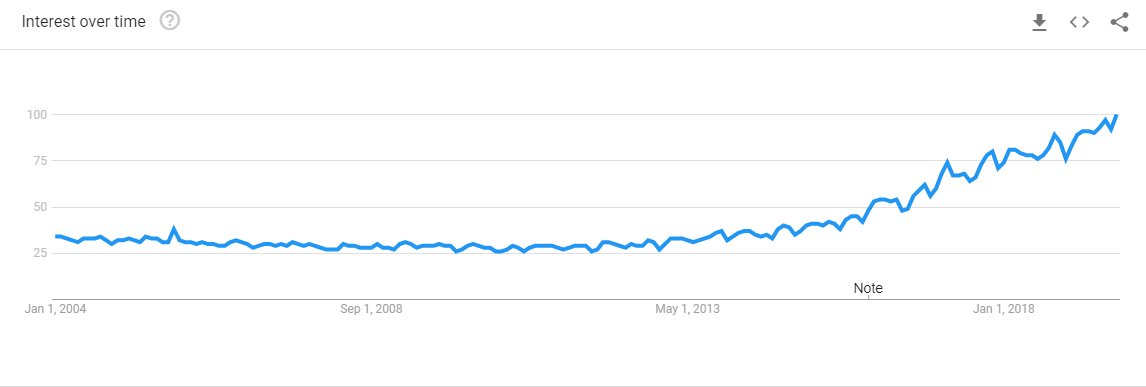 Interest over time
100
75
50
25
Note
Jan 1, 2004 Sep 1, 2008 May 1, 2013 Jan 1, 2018